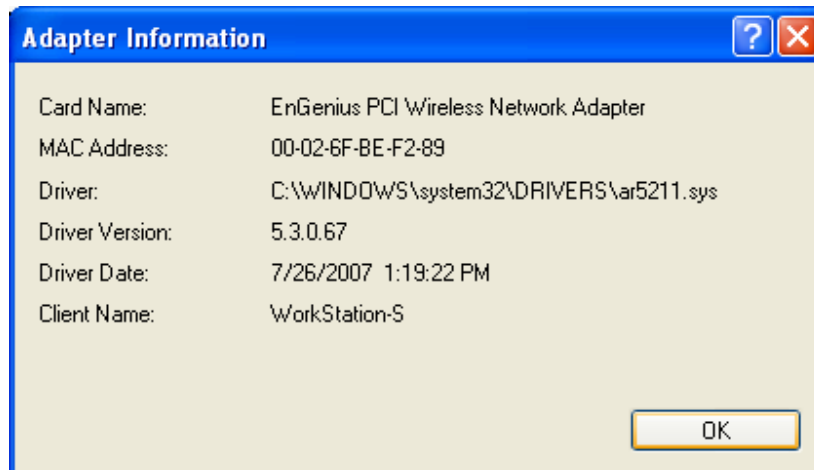 Adapter Information
Card Name: EnGenius PCI Wireless Network Adapter
MAC Address: 00-02-6F-BE-F2-89
Driver: C:\WINDOWS\system32\DRIVERS\ar5211.sys
Driver Version: 5.3.0.67
Driver Date: 7/26/2007 1:19:22 PM
Client Name: WorkStation-S
OK